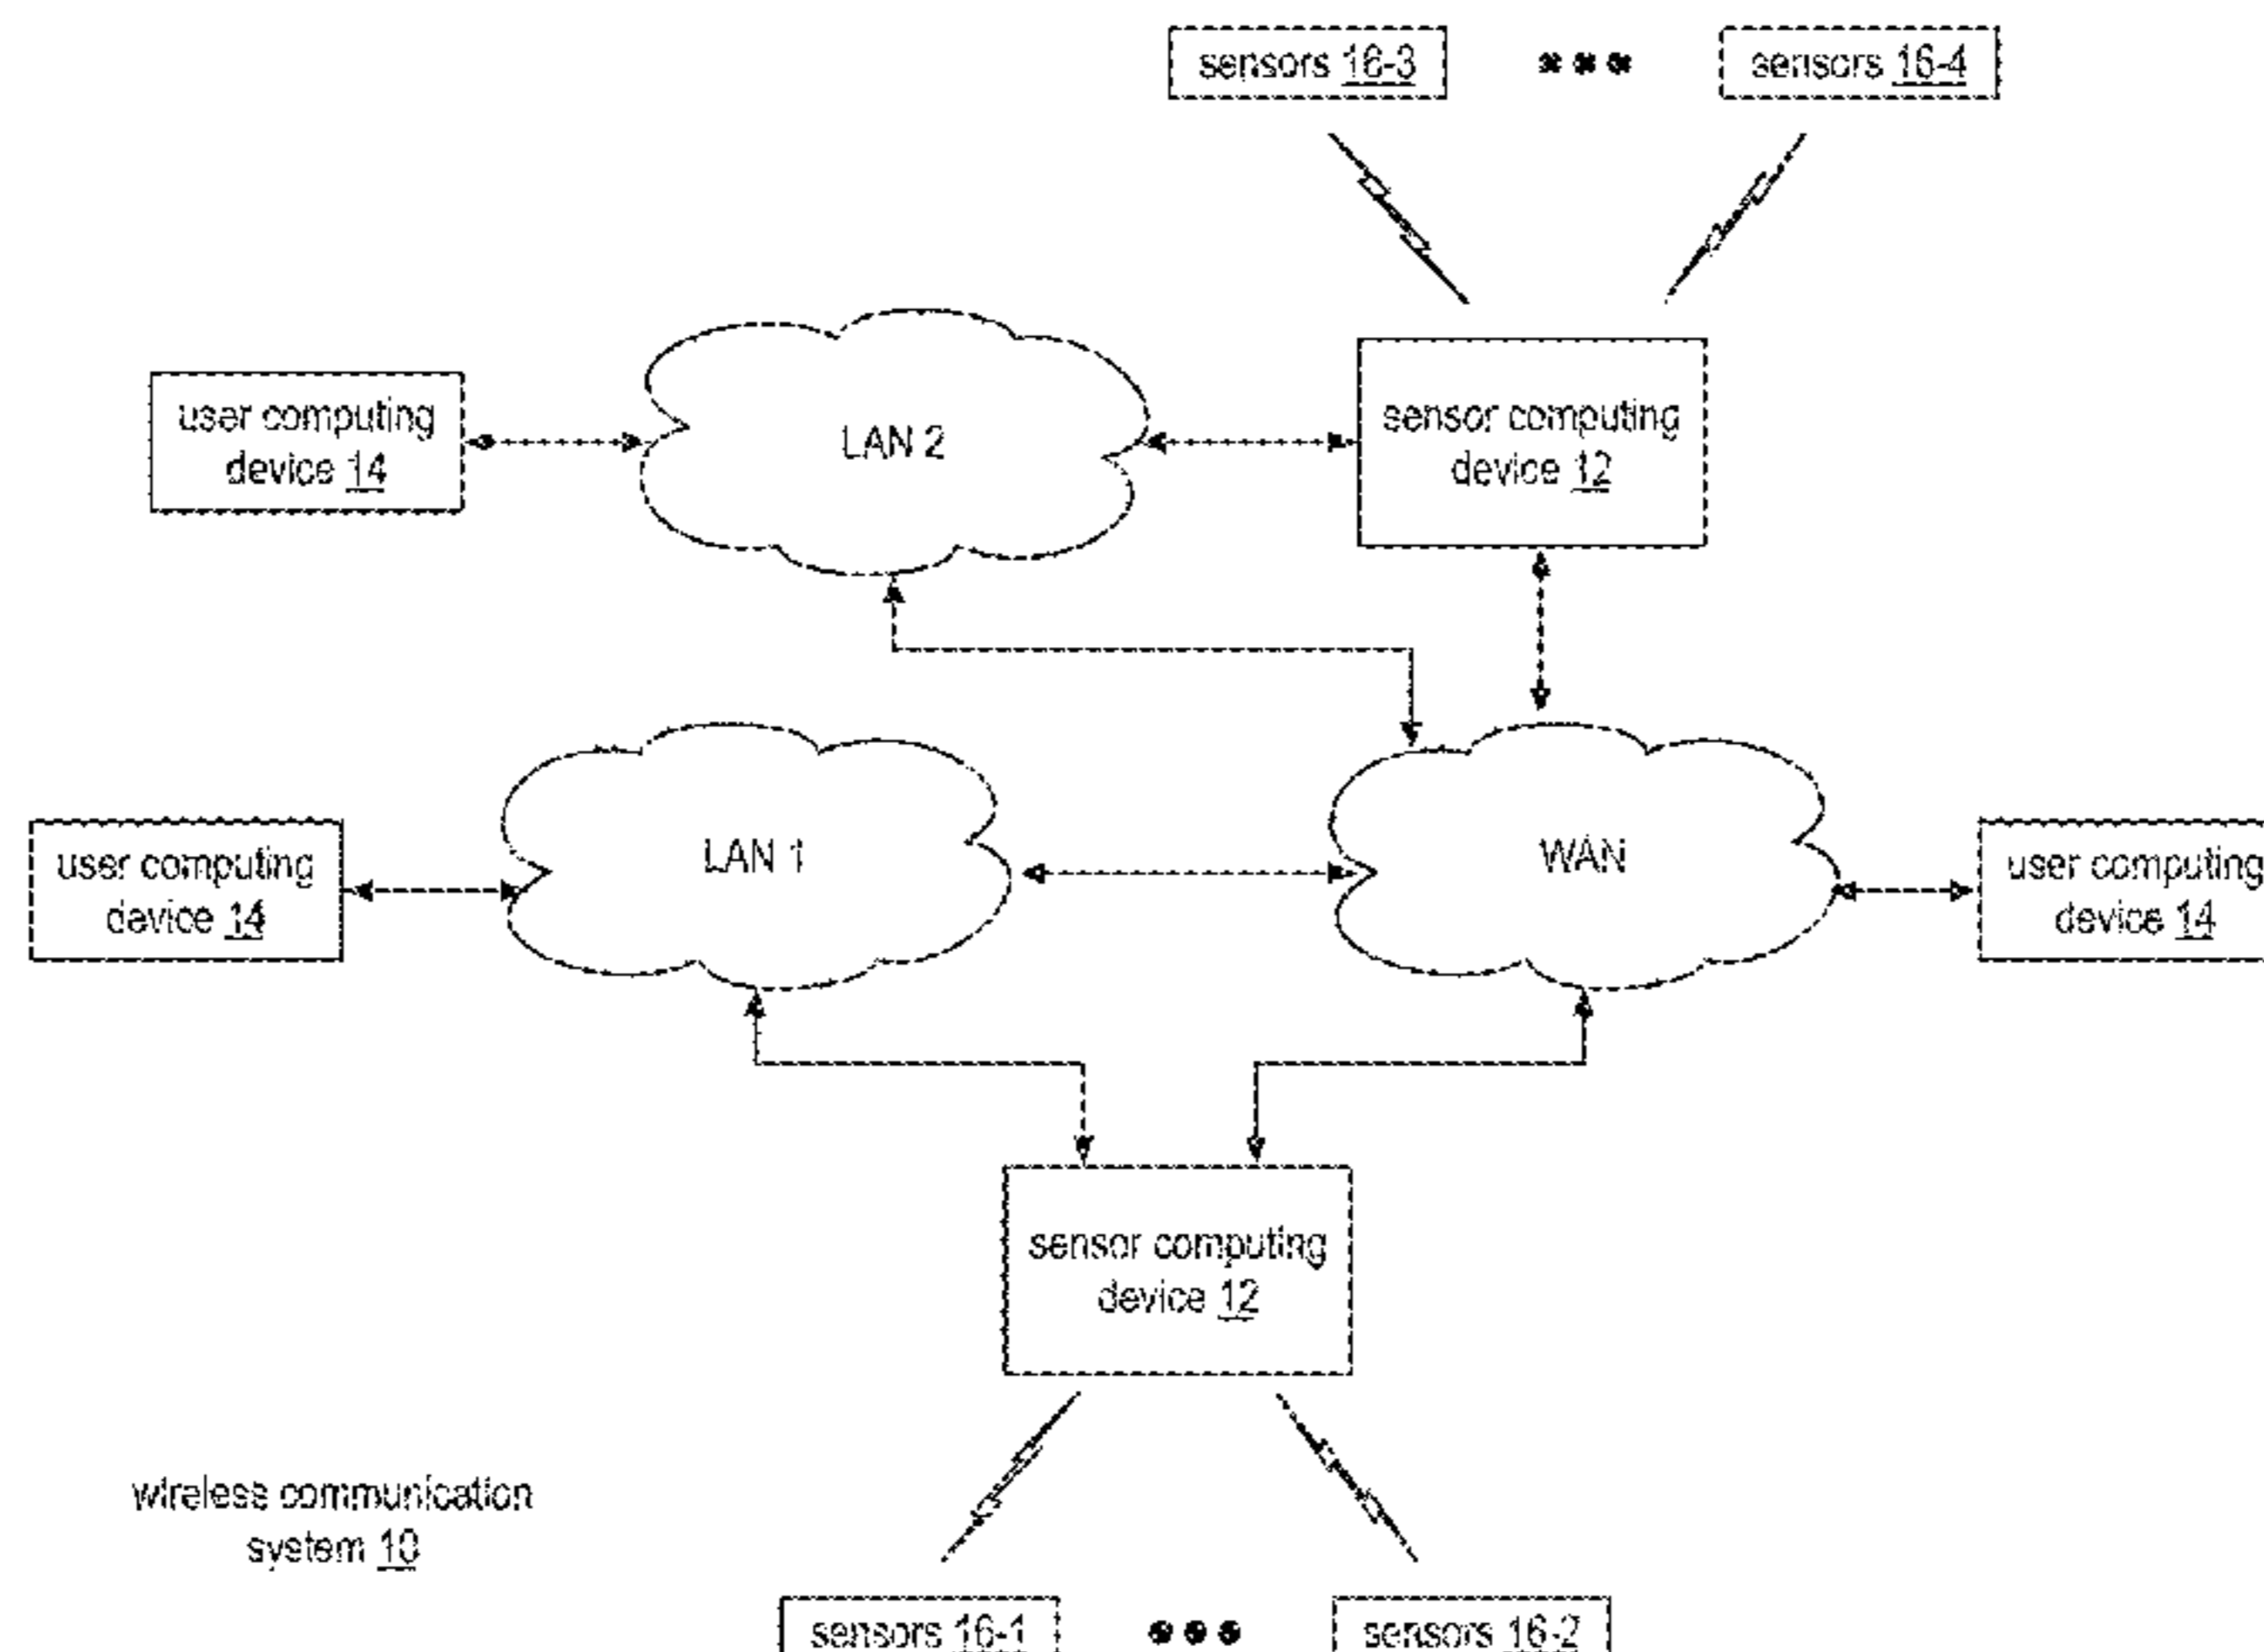 sensors 16-3
sensors 16-4
user computing
device 14
LAN 2
sensor computing
device 12
user computing
device 14
LAN 1
WAN
user computing
device 14
sensor computing
device 12
wireless communication
system 10
sensors 16-1
sensors 16-2